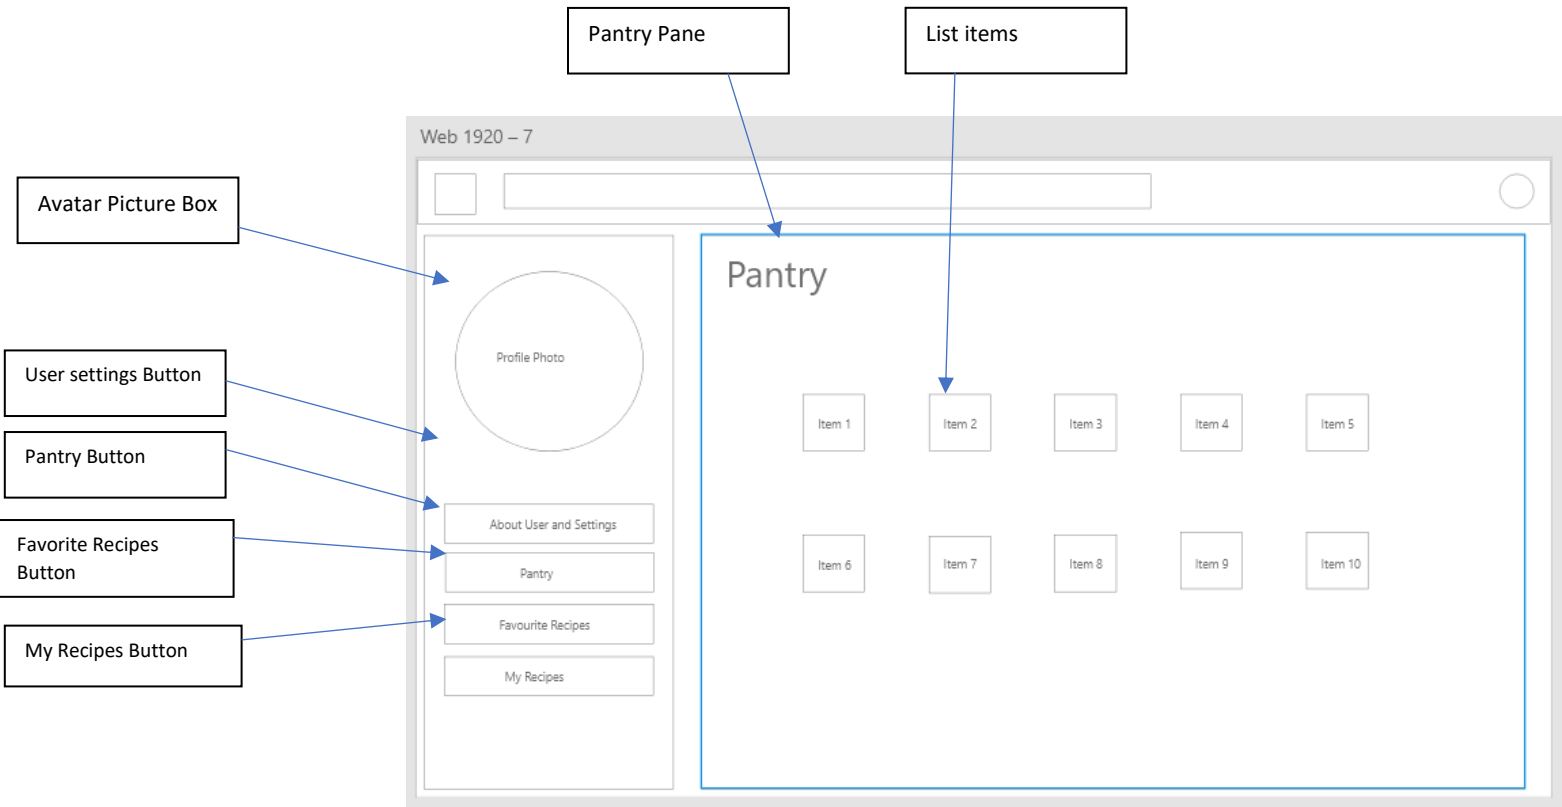 Pantry Pane
List items
Web 1920 – 7
Avatar Picture Box
User settings Button
Pantry Button
Favorite Recipes
Button
My Recipes Button
Profile Photo
About User and Settings
Pantry
Favourite Recipes
My Recipes
Pantry
Item 1
Item 2
Item 3
Item 4
Item 5
Item 6
Item 7
Item 8
Item 9
Item 10